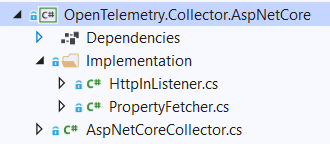 C# OpenTelemetry.Collector.AspNetCore
Dependencies
Implementation
C# HttpInListener.cs
C# PropertyFetcher.cs
C# AspNetCoreCollector.cs